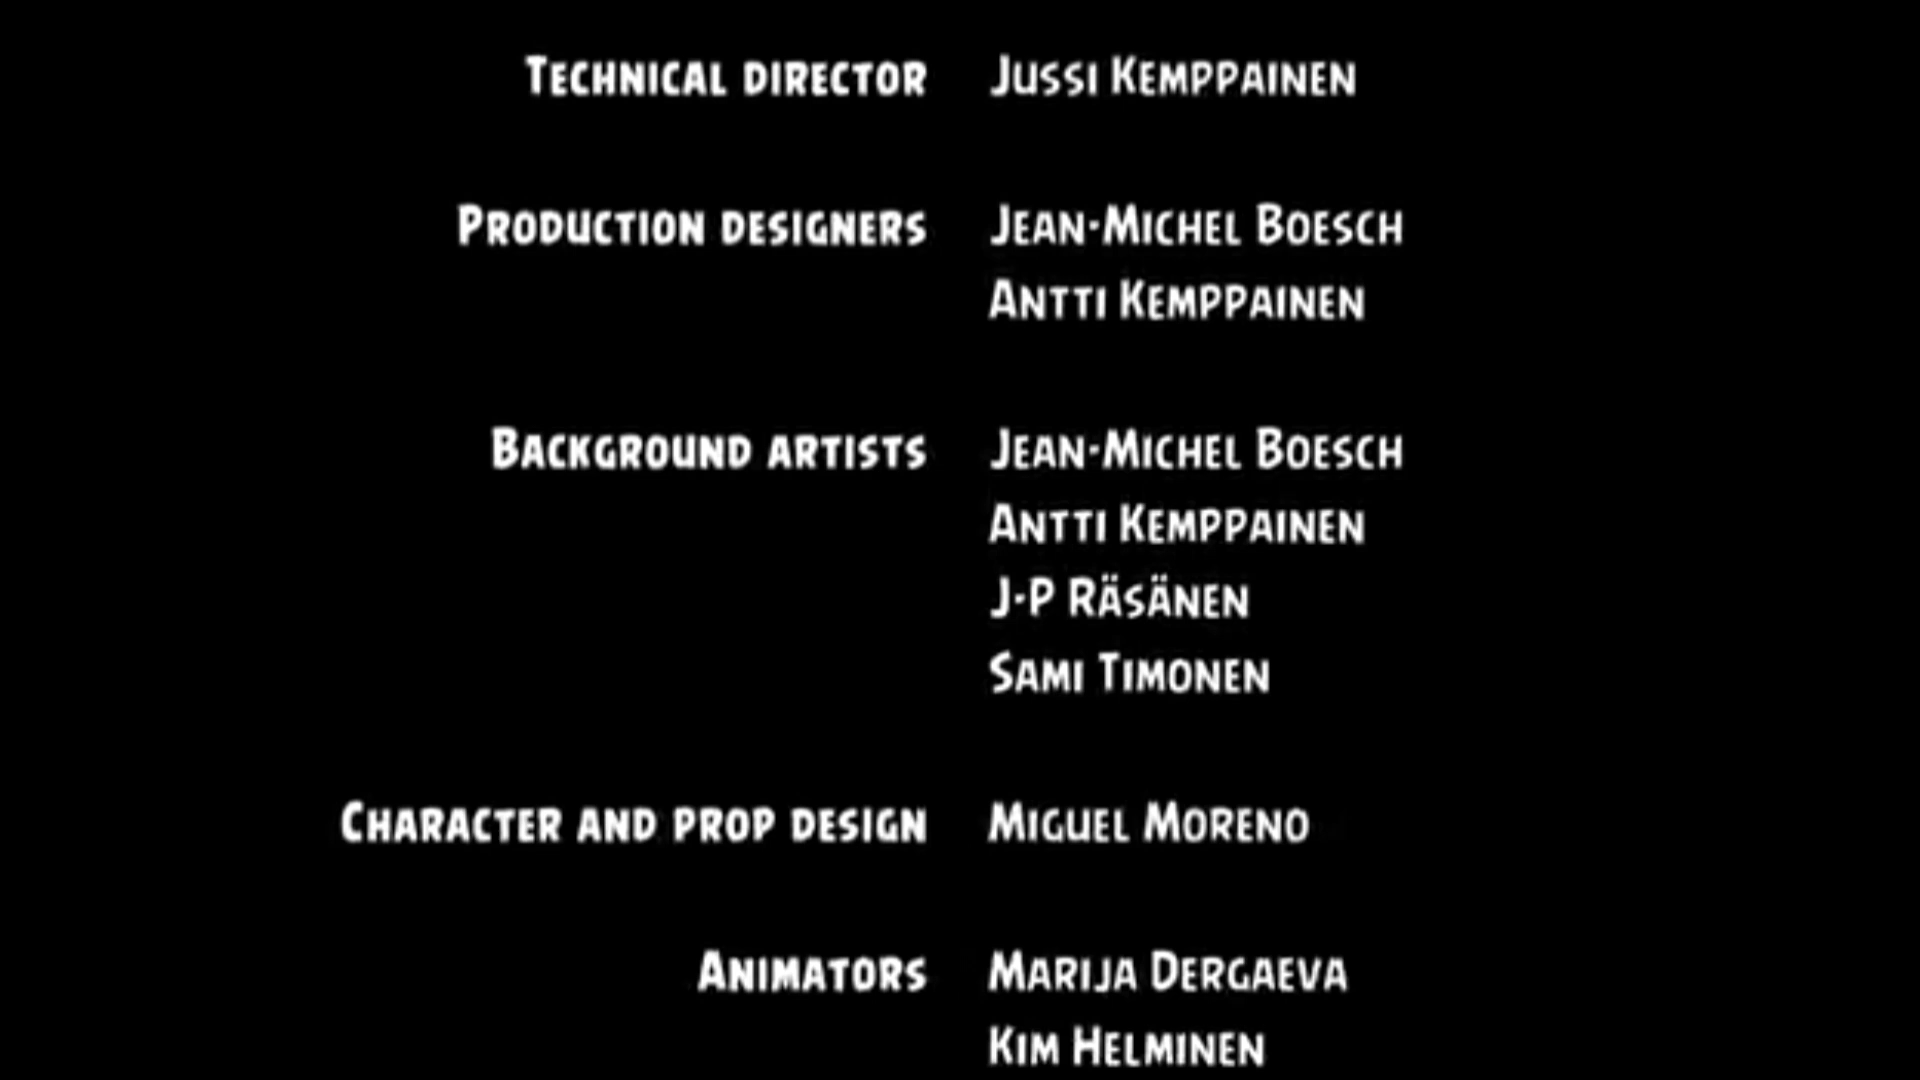 Technical director Jussi Kemppainen
Production designers Jean-Michel Boesch
Antti Kemppainen
Background artists Jean-Michel Boesch
Antti Kemppainen
J-P Räsänen
Sami Timonen
Character and prop design Miguel Moreno
Animators Marija Dergaeva
Kim Helminen